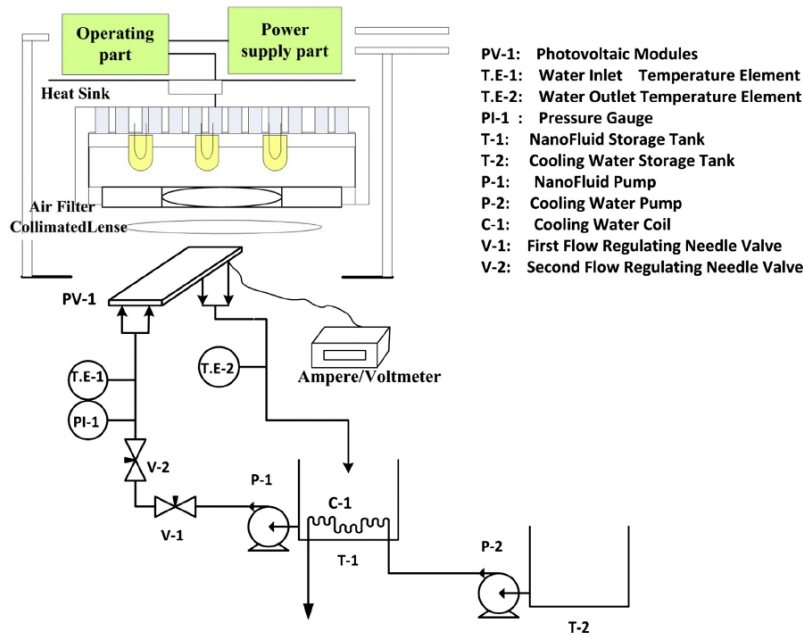 Operating
part
Power
supply part
Heat Sink
Air Filter
CollimatedLense
PV-1
Ampere/Voltmeter
T.E-1
T.E-2
PI-1
V-2
V-1
P-1
C-1
T-1
P-2
T-2
PV-1: Photovoltaic Modules
T.E-1: Water Inlet Temperature Element
T.E-2: Water Outlet Temperature Element
PI-1 : Pressure Gauge
T-1: NanoFluid Storage Tank
T-2: Cooling Water Storage Tank
P-1: NanoFluid Pump
P-2: Cooling Water Pump
C-1: Cooling Water Coil
V-1: First Flow Regulating Needle Valve
V-2: Second Flow Regulating Needle Valve